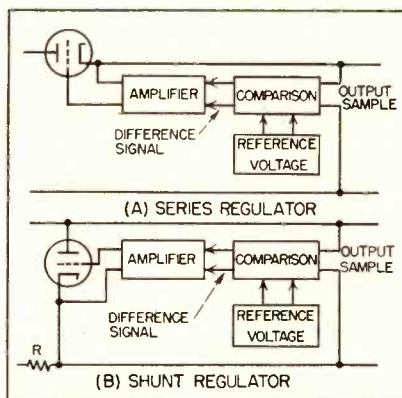 AMPLIFIER
COMPARISON
OUTPUT
SAMPLE
DIFFERENCE
SIGNAL
REFERENCE
VOLTAGE
(A) SERIES REGULATOR
AMPLIFIER
COMPARISON
OUTPUT
SAMPLE
DIFFERENCE
SIGNAL
REFERENCE
VOLTAGE
R
(B) SHUNT REGULATOR